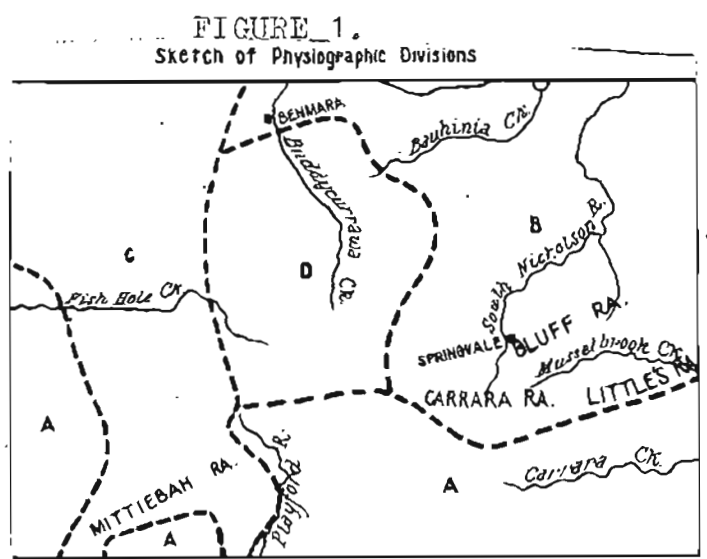 FIGURE 1.
Sketch of Physiographic Divisions
BENMARA
Bauhinia Ck.
Buddycurrawa Ck.
B
South Nicholson R.
C
D
Fish Hole Ck.
SPRINGVALE
BLUFF RA.
Musselbrook Ck.
CARRARA RA.
LITTLE'S RA.
A
MITTIEBAH RA.
Playford R.
A
Carrara Ck.
A